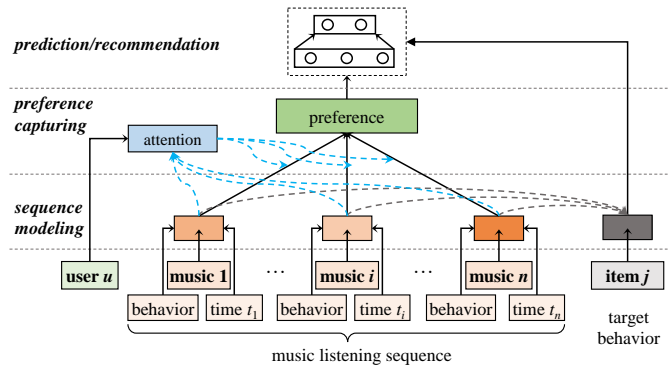 prediction/recommendation
preference
capturing
preference
attention
sequence
modeling
user u
music 1
...
music i
...
music n
item j
behavior
time t1
behavior
time ti
behavior
time tn
target
behavior
music listening sequence